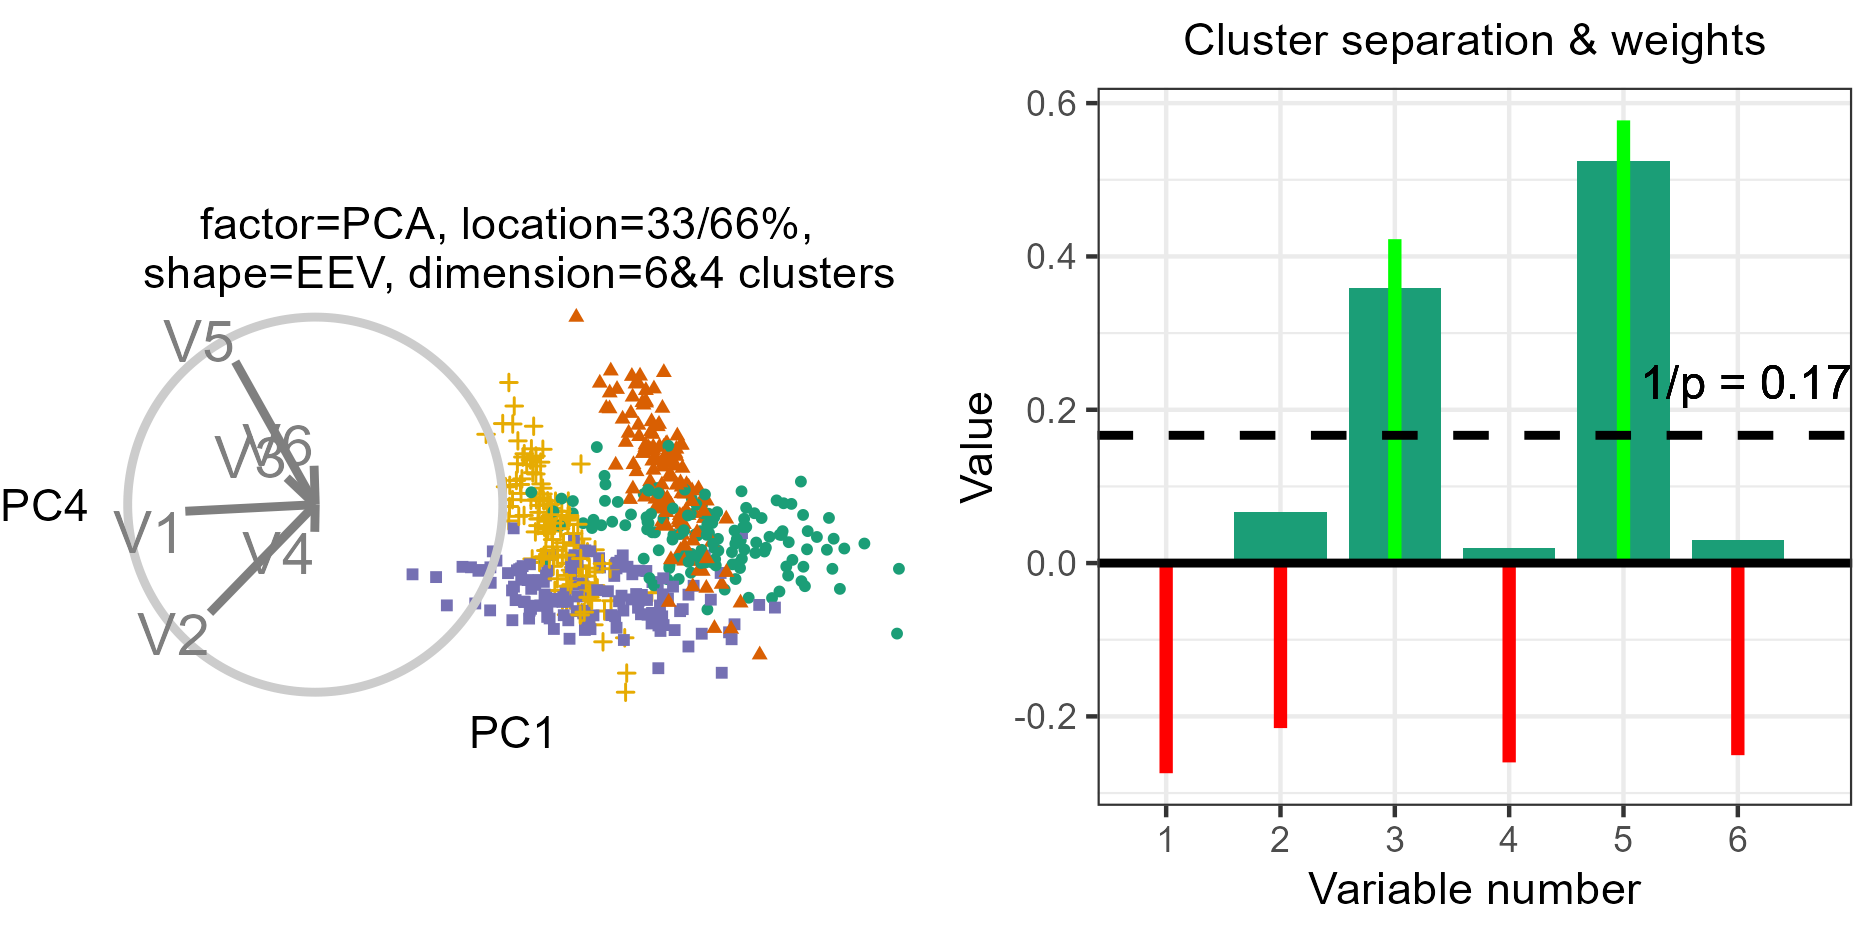 factor=PCA, location=33/66%,
shape=EEV, dimension=6&4 clusters
V5
V6
V3
V1
V4
V2
PC4
PC1
Cluster separation & weights
0.6
0.4
0.2
0.0
-0.2
Value
1/p = 0.17
1 2 3 4 5 6
Variable number